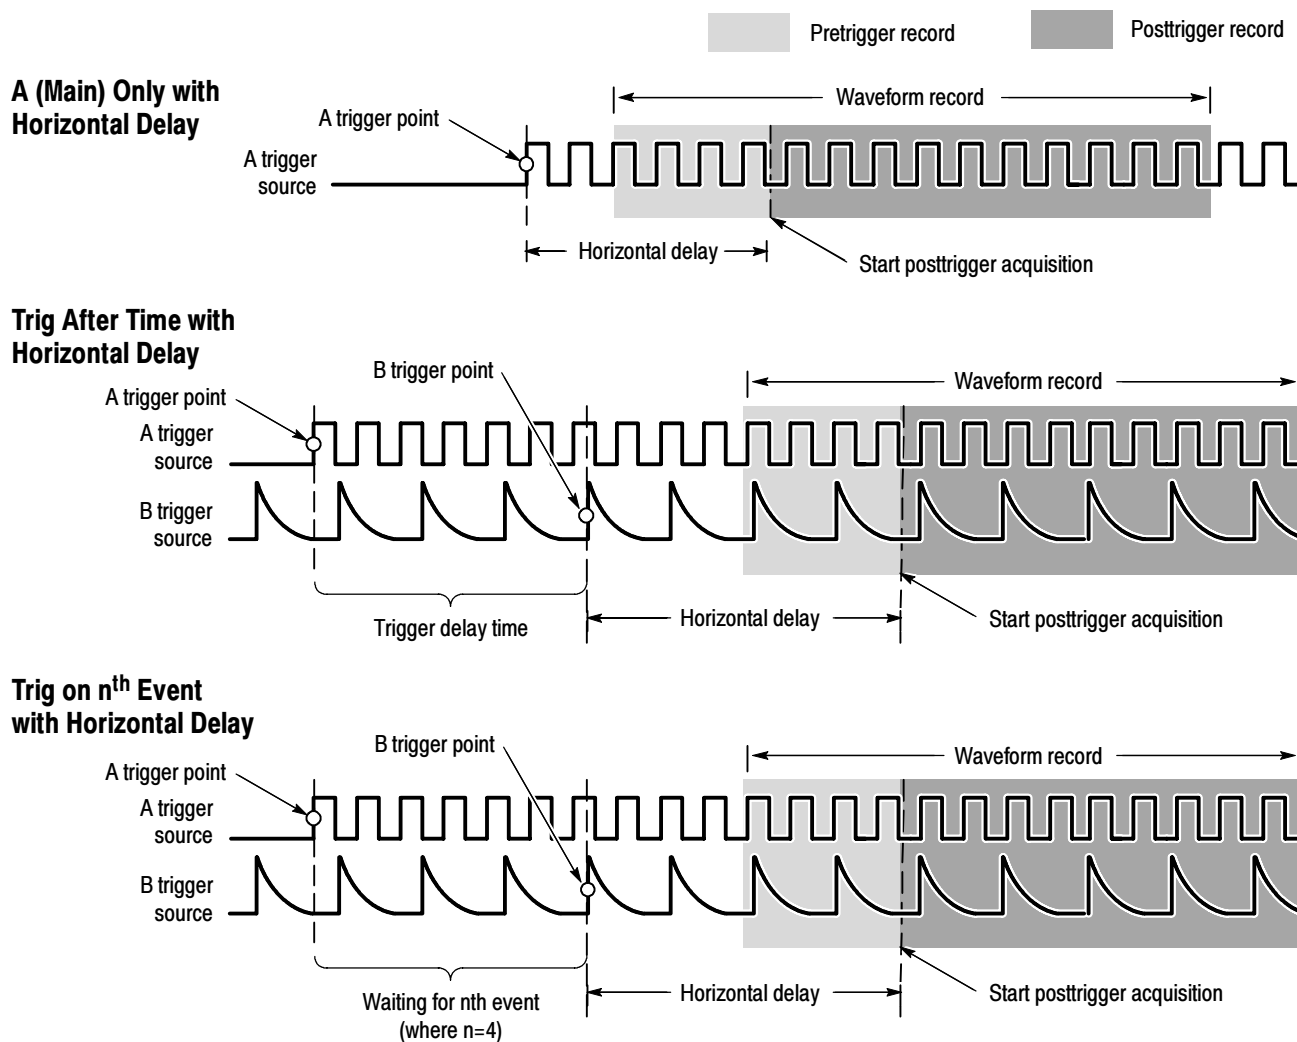 Pretrigger record
Posttrigger record
A (Main) Only with
Horizontal Delay
Waveform record
A trigger point
A trigger
source
Horizontal delay
Start posttrigger acquisition
Trig After Time with
Horizontal Delay
B trigger point
Waveform record
A trigger point
A trigger
source
B trigger
source
Trigger delay time
Horizontal delay
Start posttrigger acquisition
Trig on nth Event
with Horizontal Delay
B trigger point
Waveform record
A trigger point
A trigger
source
B trigger
source
Waiting for nth event
(where n=4)
Horizontal delay
Start posttrigger acquisition